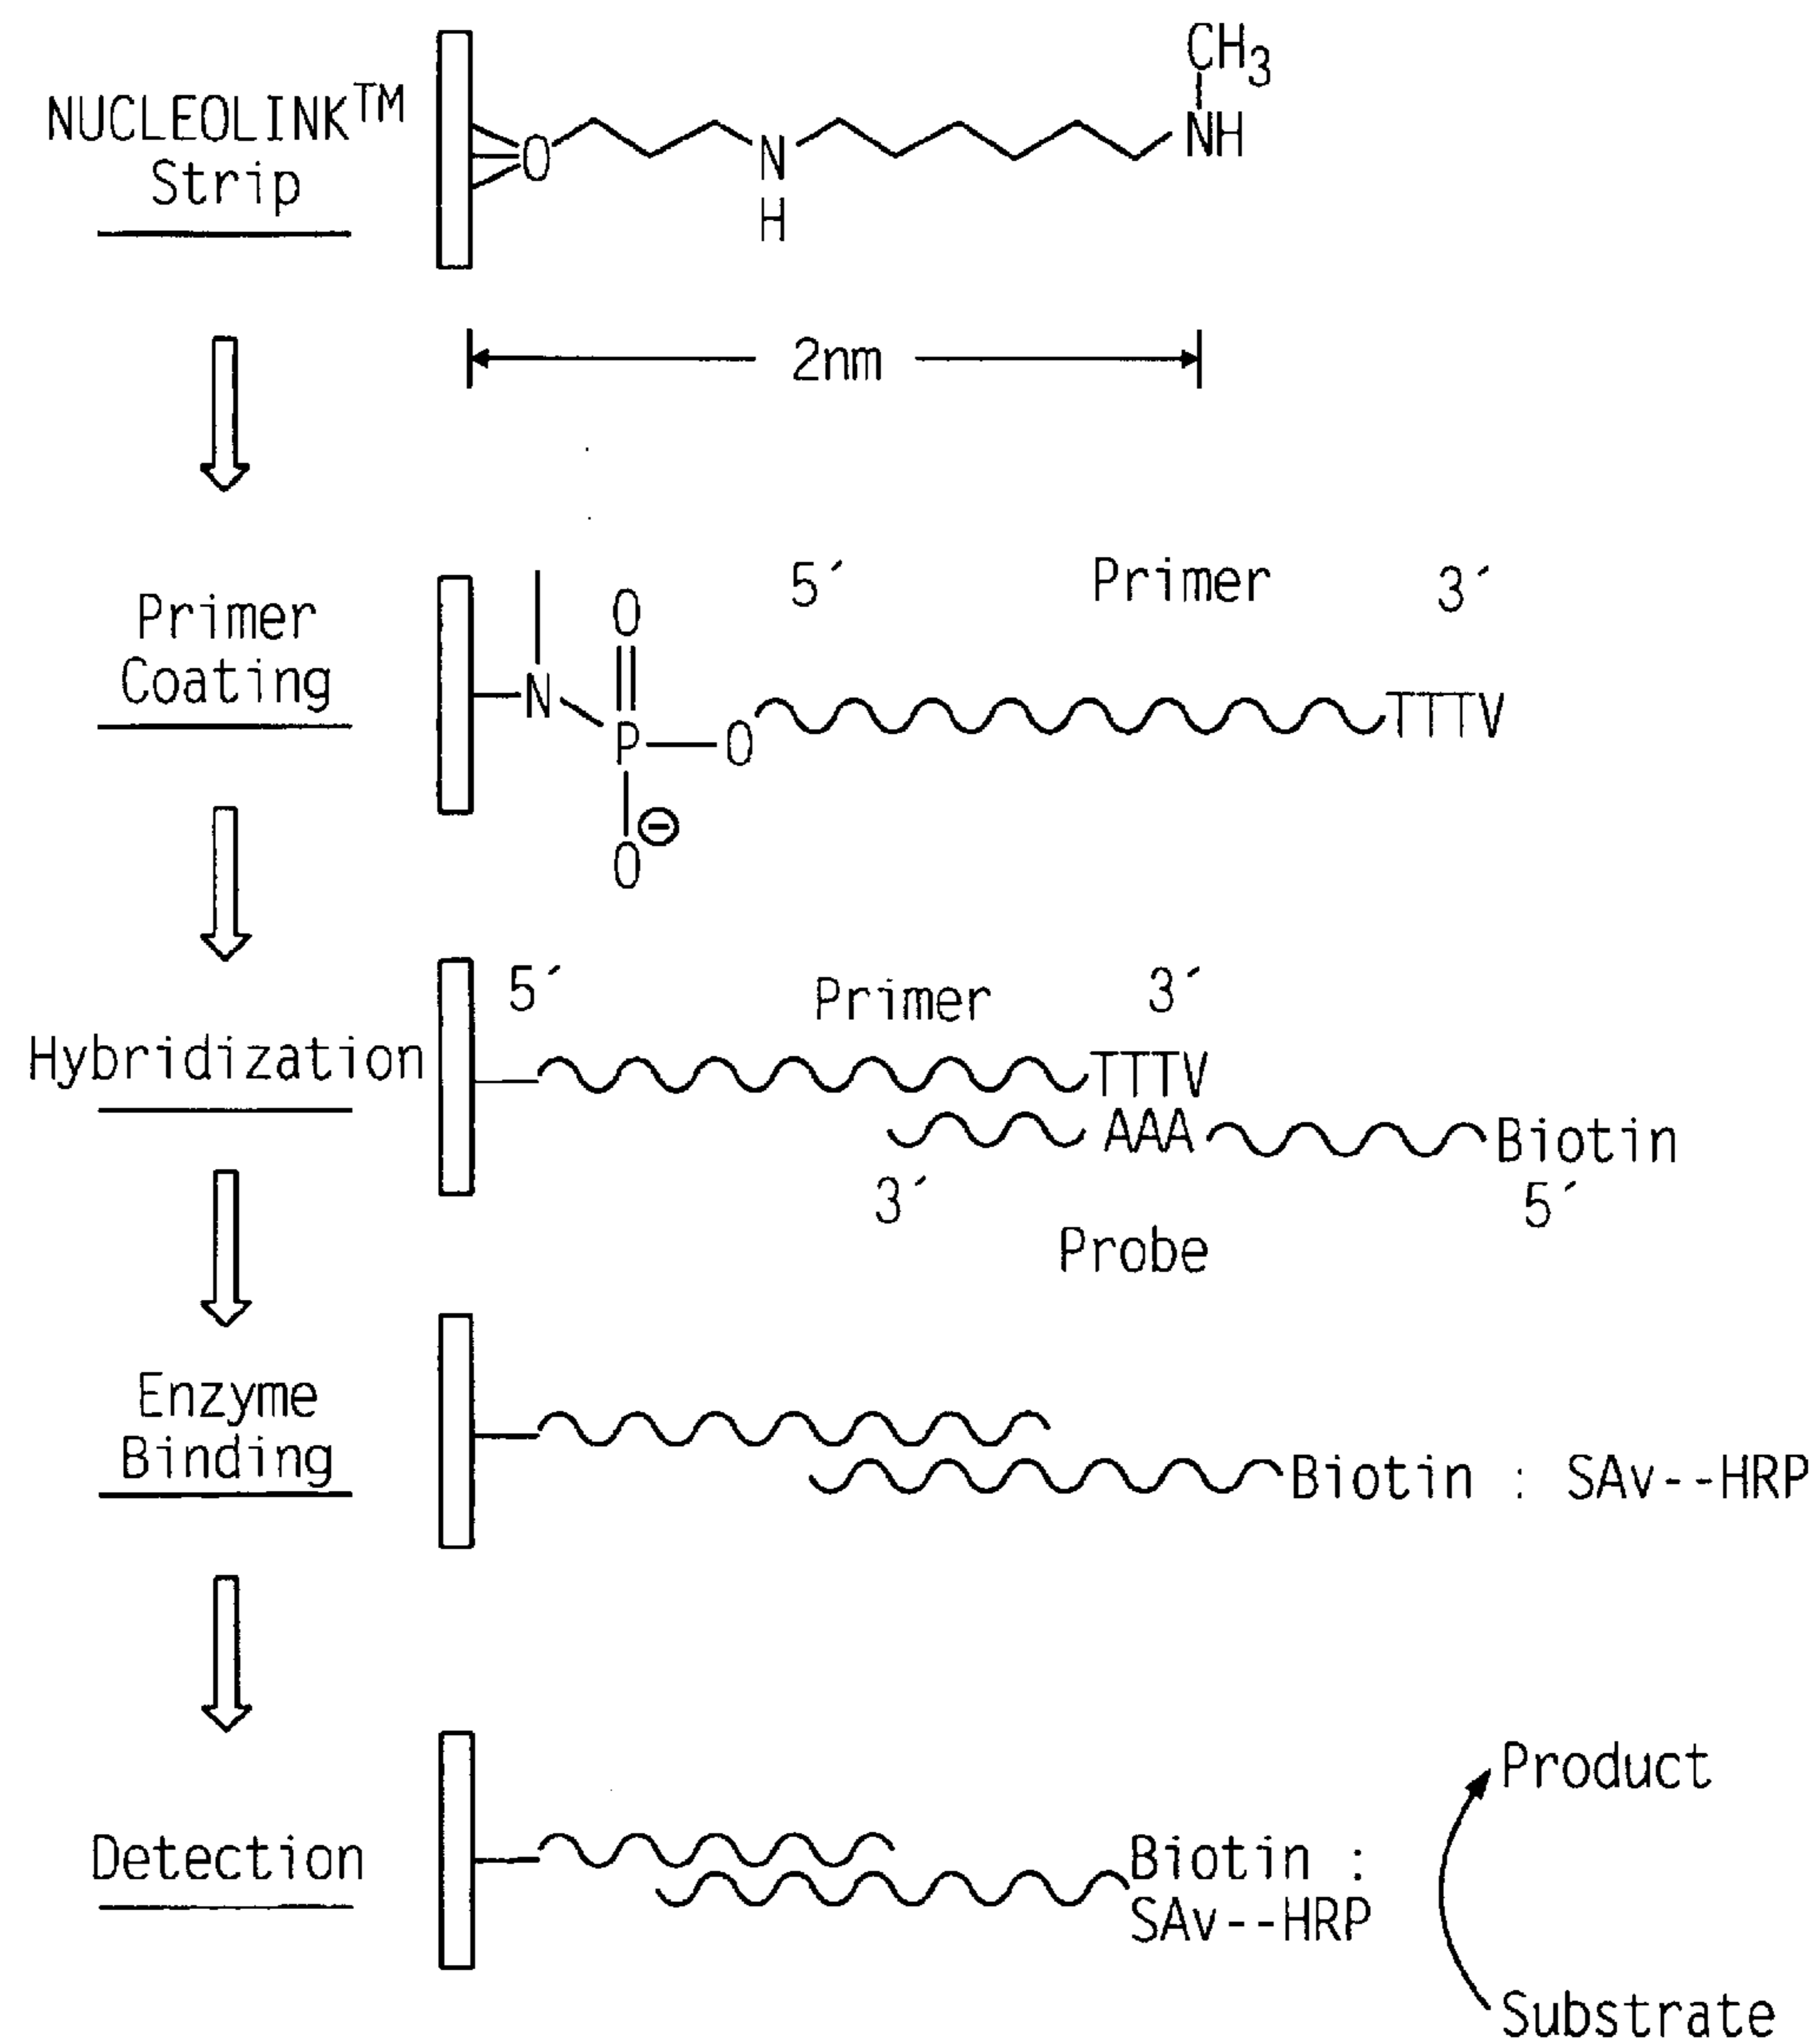 CH3
NUCLEOLINK™
Strip
O
N
H
NH
2nm
Primer
Coating
5´ Primer 3´
O
N
P
O
TTTV
O
⊖
Hybridization
5´ Primer 3´
TTTV
AAA
Biotin
3´
5´
Probe
Enzyme
Binding
Biotin : SAv--HRP
Detection
Biotin :
SAv--HRP
Product
Substrate